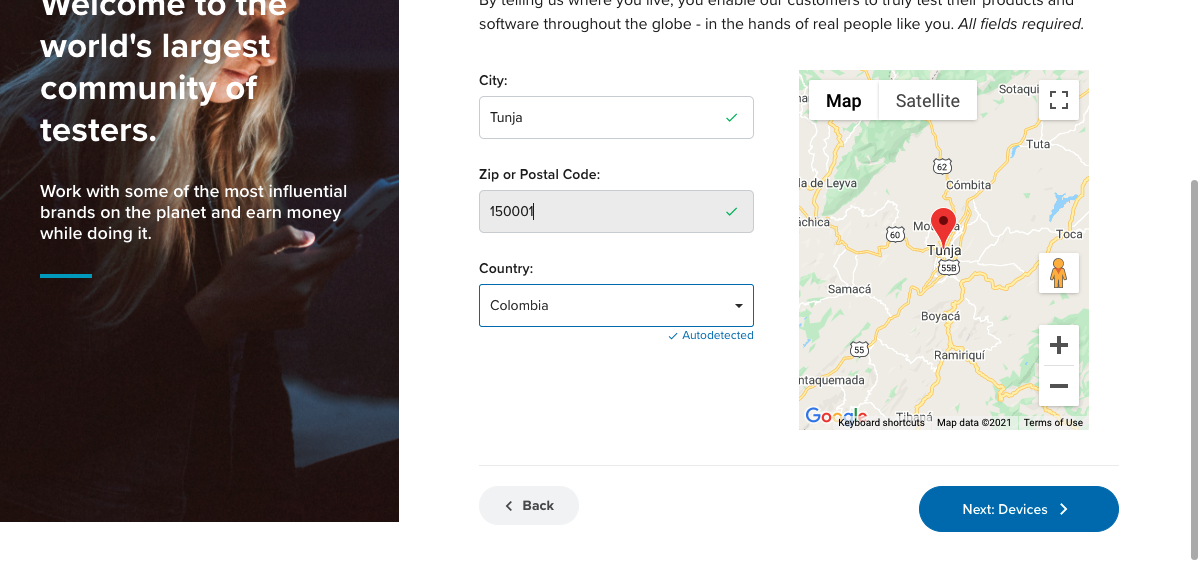 Welcome to the
world's largest
community of
testers.
Work with some of the most influential
brands on the planet and earn money
while doing it.
By telling us where you live, you enable our customers to truly test their products and
software throughout the globe - in the hands of real people like you. All fields required.
City:
Tunja
Zip or Postal Code:
150001
Country:
Colombia
Autodetected
Map
Satellite
Sotaqui
Tuta
62
Cómbita
la de Leyva
áchica
60
Tunja
Toca
55B
Samacá
Boyacá
55
Ramiriquí
ntaquemada
Tibaná
Google
Keyboard shortcuts
Map data ©2021
Terms of Use
Back
Next: Devices